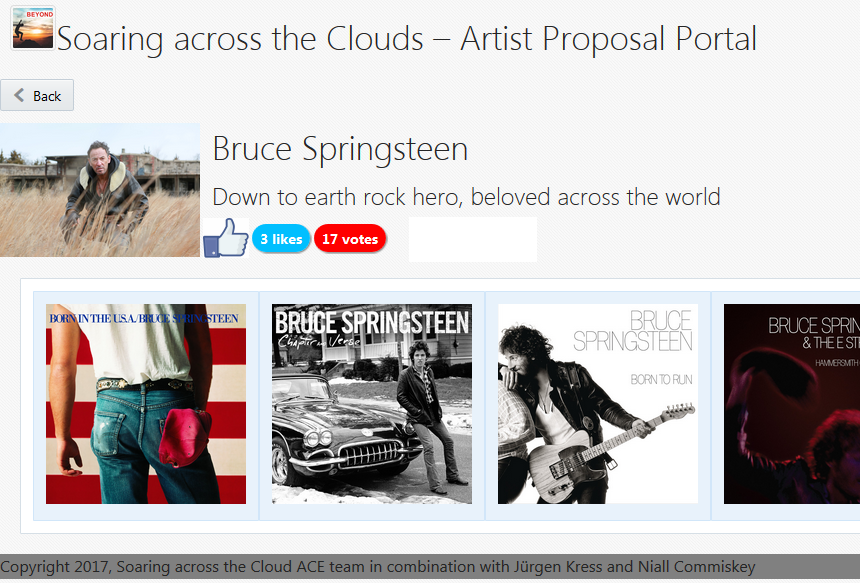 BEYOND
Soaring across the Clouds – Artist Proposal Portal
Back
Bruce Springsteen
Down to earth rock hero, beloved across the world
3 likes
17 votes
BORN IN THE U.S.A./BRUCE SPRINGSTEEN
BRUCE SPRINGSTEEN
Chapter and Verse
BRUCE
SPRINGSTEEN
BORN TO RUN
BRUCE SPRIN
& THE E ST
HAMMERSMITH
Copyright 2017, Soaring across the Cloud ACE team in combination with Jürgen Kress and Niall Commiskey